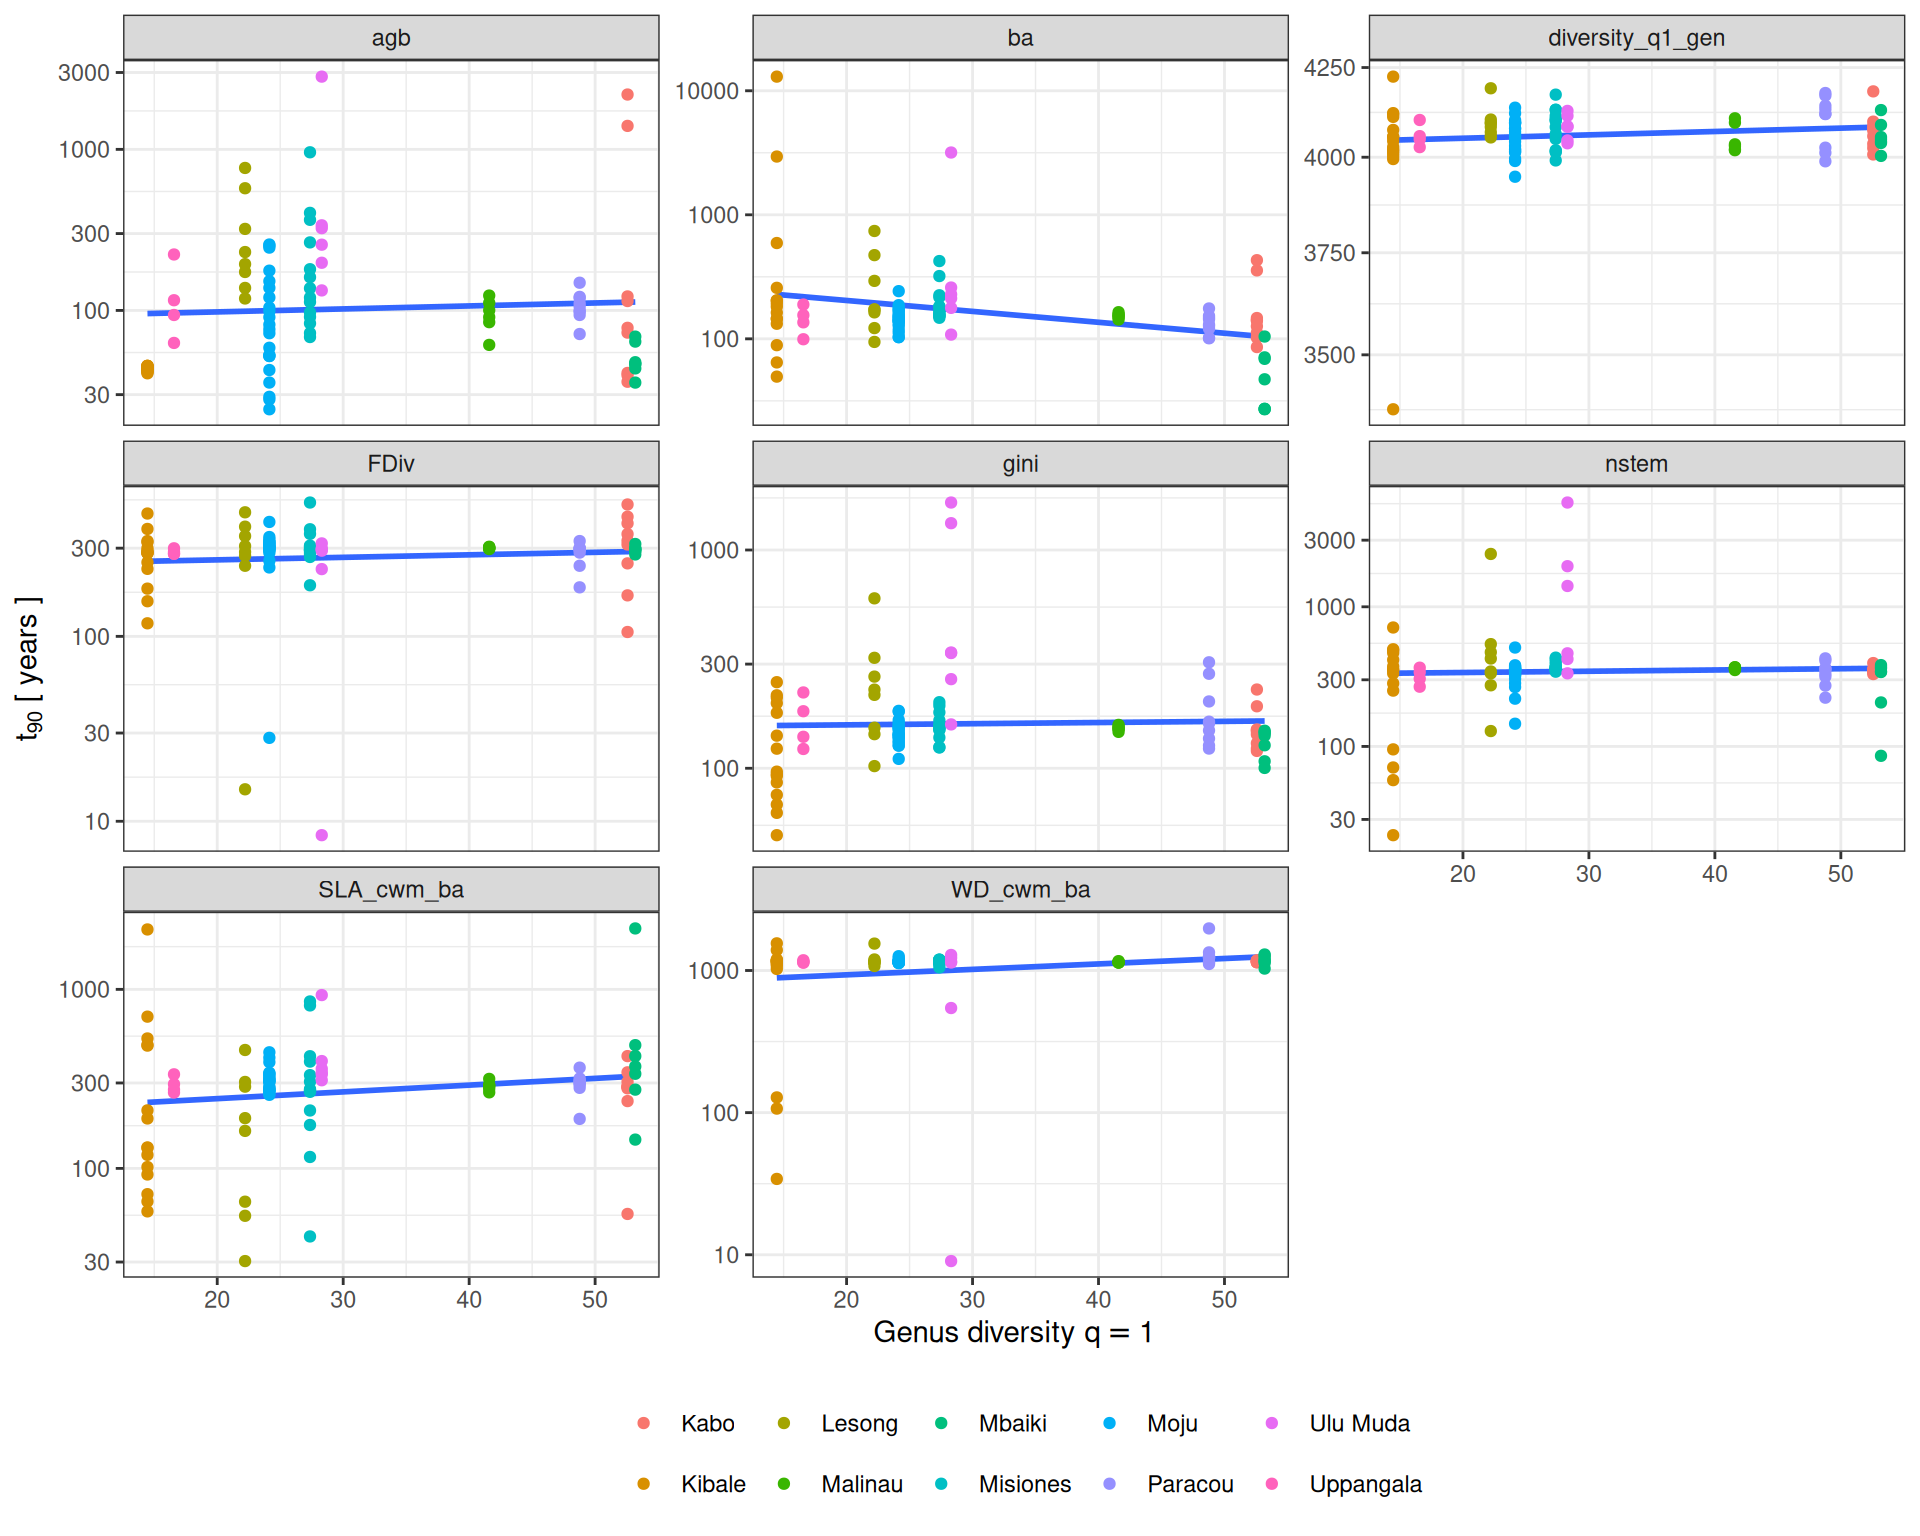 agb
ba
diversity_q1_gen
3000
1000
300
100
30
10000
1000
100
4250
4000
3750
3500
FDiv
gini
nstem
300
100
30
10
1000
300
100
3000
1000
300
100
30
20 30 40 50
SLA_cwm_ba
WD_cwm_ba
1000
300
100
30
1000
100
10
20 30 40 50
20 30 40 50
t90 [ years ]
Genus diversity q = 1
Kabo Lesong Mbaiki Moju Ulu Muda
Kibale Malinau Misiones Paracou Uppangala